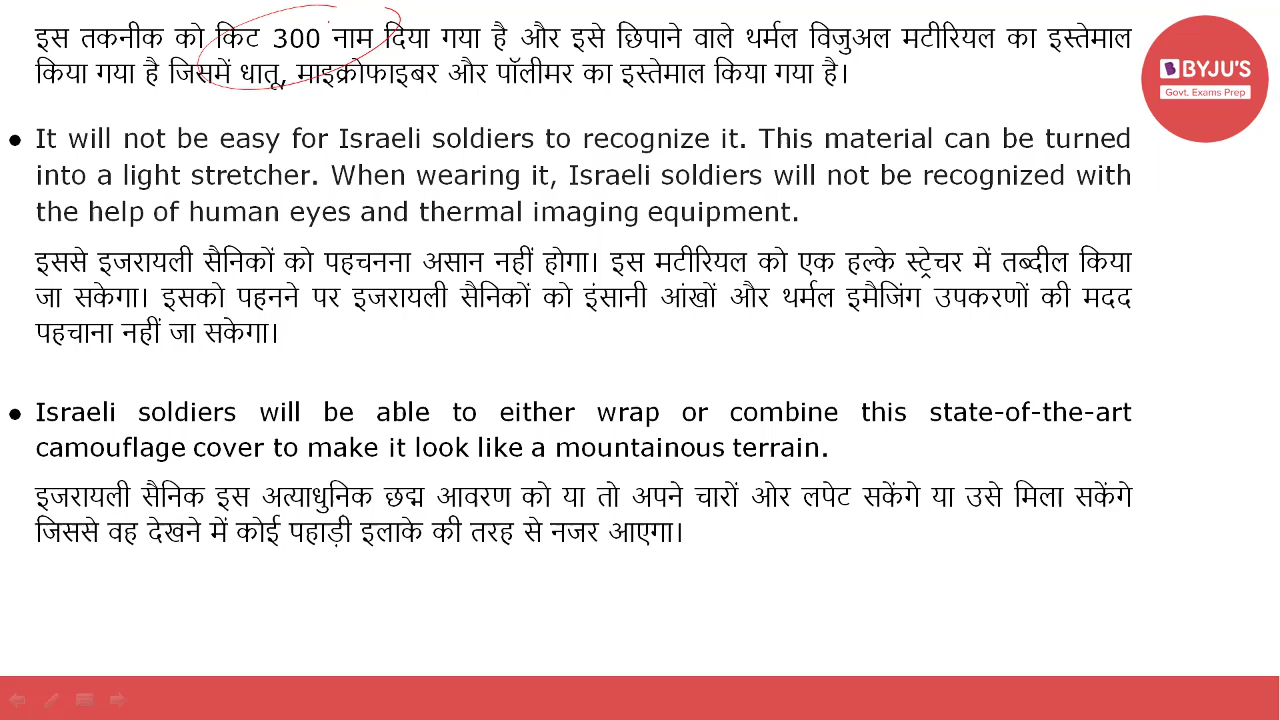 इस तकनीक को किट 300 नाम दिया गया है और इसे छिपाने वाले थर्मल विजुअल मटीरियल का इस्तेमाल
किया गया है जिसमें धातू, माइक्रोफाइबर और पॉलीमर का इस्तेमाल किया गया है।
BYJU'S
Govt. Exams Prep
• It will not be easy for Israeli soldiers to recognize it. This material can be turned
into a light stretcher. When wearing it, Israeli soldiers will not be recognized with
the help of human eyes and thermal imaging equipment.
इससे इजरायली सैनिकों को पहचनना असान नहीं होगा। इस मटीरियल को एक हल्के स्ट्रेचर में तब्दील किया
जा सकेगा। इसको पहनने पर इजरायली सैनिकों को इंसानी आंखों और थर्मल इमैजिंग उपकरणों की मदद
पहचाना नहीं जा सकेगा।
• Israeli soldiers will be able to either wrap or combine this state-of-the-art
camouflage cover to make it look like a mountainous terrain.
इजरायली सैनिक इस अत्याधुनिक छद्म आवरण को या तो अपने चारों ओर लपेट सकेंगे या उसे मिला सकेंगे
जिससे वह देखने में कोई पहाड़ी इलाके की तरह से नजर आएगा।